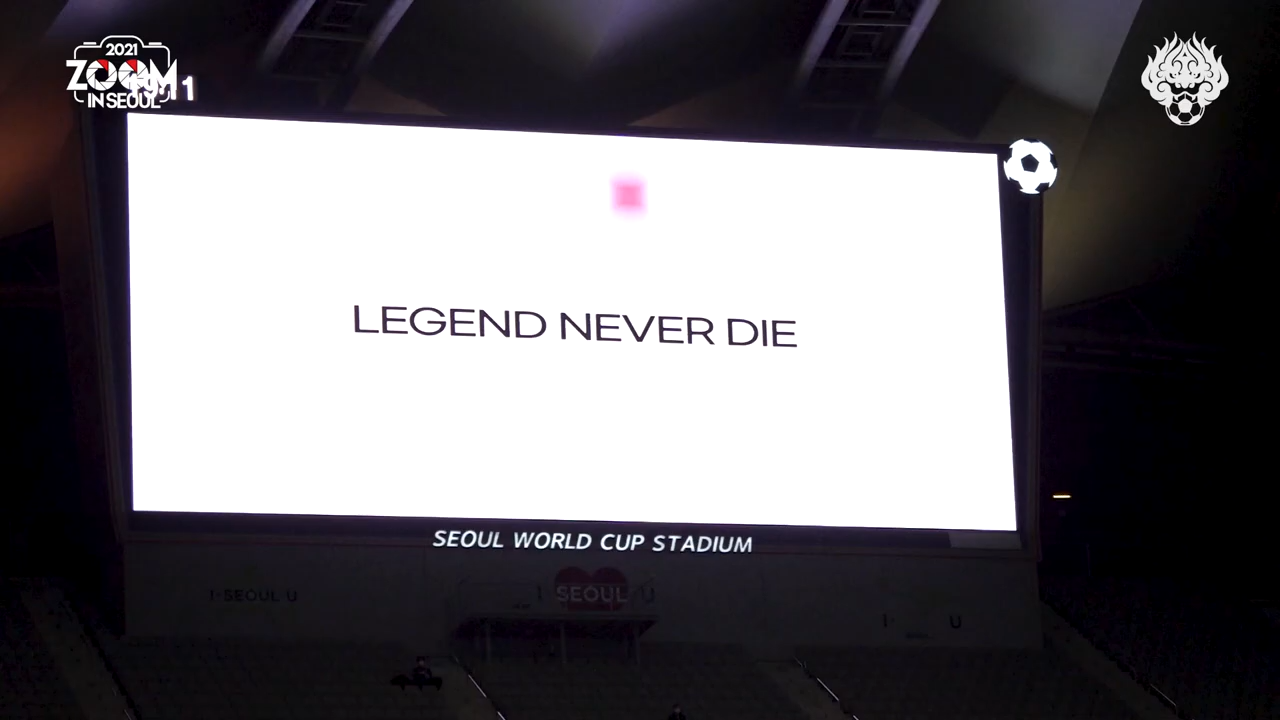 2021
ZOOM
IN SEOUL
LEGEND NEVER DIE
SEOUL WORLD CUP STADIUM
I·SEOUL·U
I SEOUL U
I U